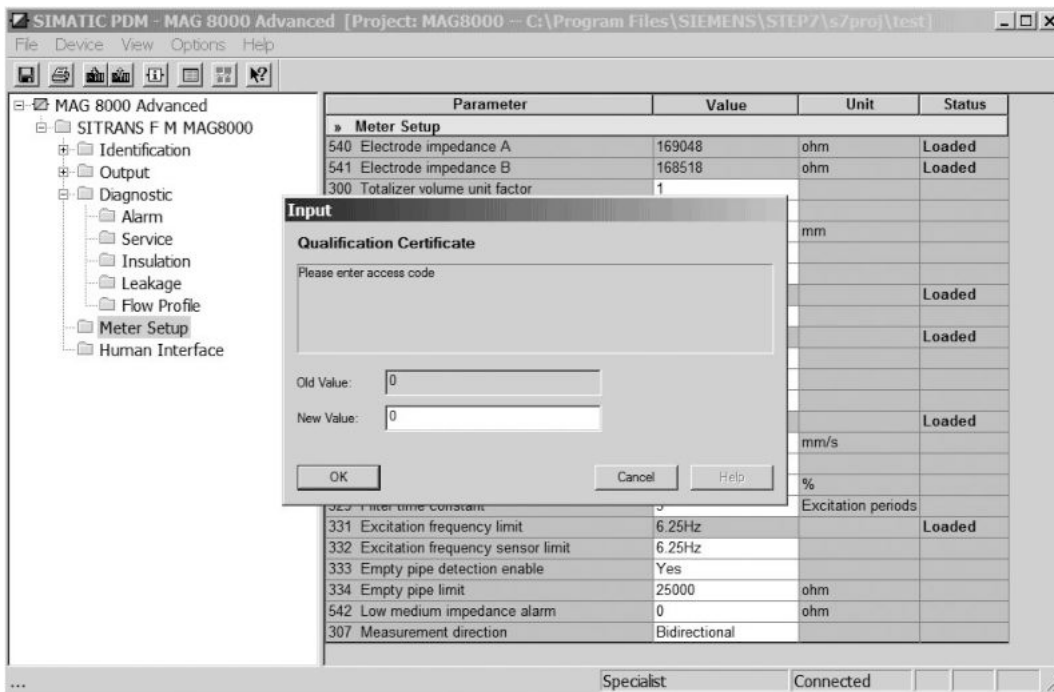 SIMATIC PDM - MAG 8000 Advanced [Project: MAG8000 -- C:\Program Files\SIEMENS\STEP7\s7proj\test]
File Device View Options Help
MAG 8000 Advanced
SITRANS F M MAG8000
Identification
Output
Diagnostic
Alarm
Service
Insulation
Leakage
Flow Profile
Meter Setup
Human Interface
Parameter Value Unit Status
» Meter Setup
540 Electrode impedance A 169048 ohm Loaded
541 Electrode impedance B 168518 ohm Loaded
300 Totalizer volume unit factor 1
mm
Loaded
Loaded
Loaded
mm/s
%
Filter time constant Excitation periods
331 Excitation frequency limit 6.25Hz Loaded
332 Excitation frequency sensor limit 6.25Hz
333 Empty pipe detection enable Yes
334 Empty pipe limit 25000 ohm
542 Low medium impedance alarm 0 ohm
307 Measurement direction Bidirectional
Input
Qualification Certificate
Please enter access code
Old Value: 0
New Value: 0
OK Cancel Help
... Specialist Connected